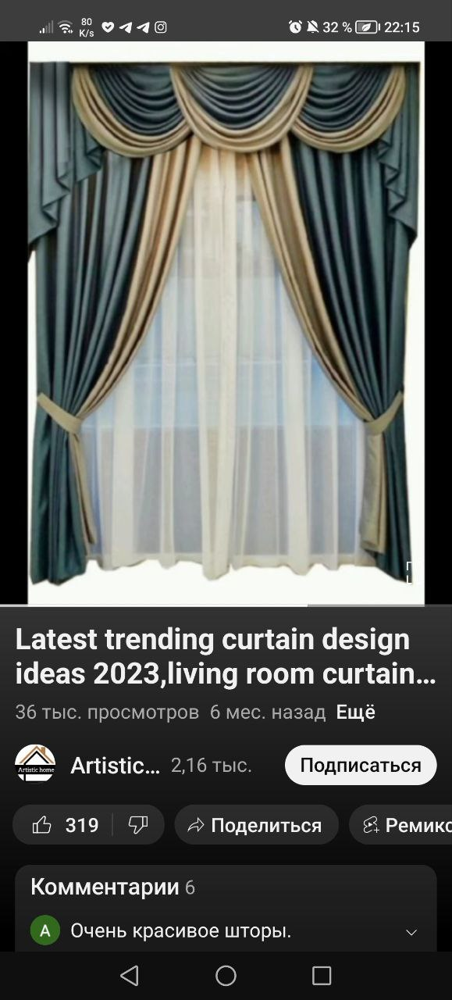 80
K/s
32 %
22:15
Latest trending curtain design
ideas 2023,living room curtain...
36 тыс. просмотров 6 мес. назад Ещё
Artistic home
Artistic... 2,16 тыс. Подписаться
319 Поделиться Ремикс
Комментарии 6
A Очень красивое шторы.